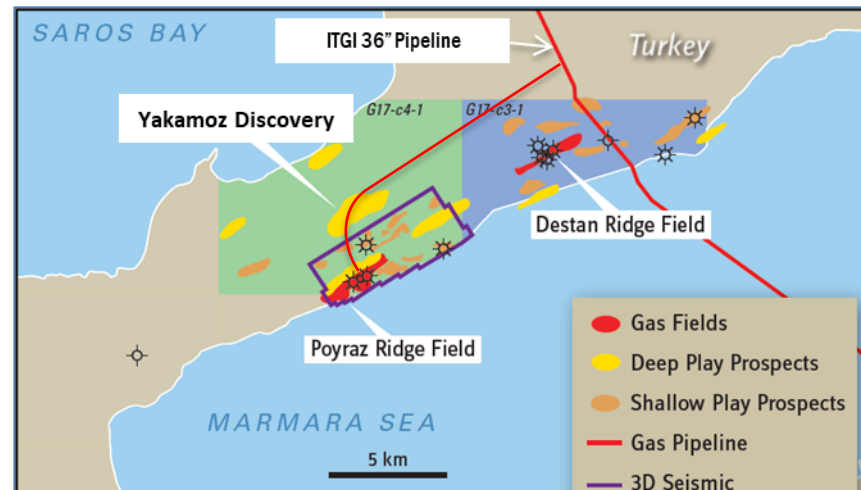 SAROS BAY
ITGI 36” Pipeline
Turkey
G17-c4-1
G17-c3-1
Yakamoz Discovery
Destan Ridge Field
Poyraz Ridge Field
MARMARA SEA
5 km
Gas Fields
Deep Play Prospects
Shallow Play Prospects
Gas Pipeline
3D Seismic